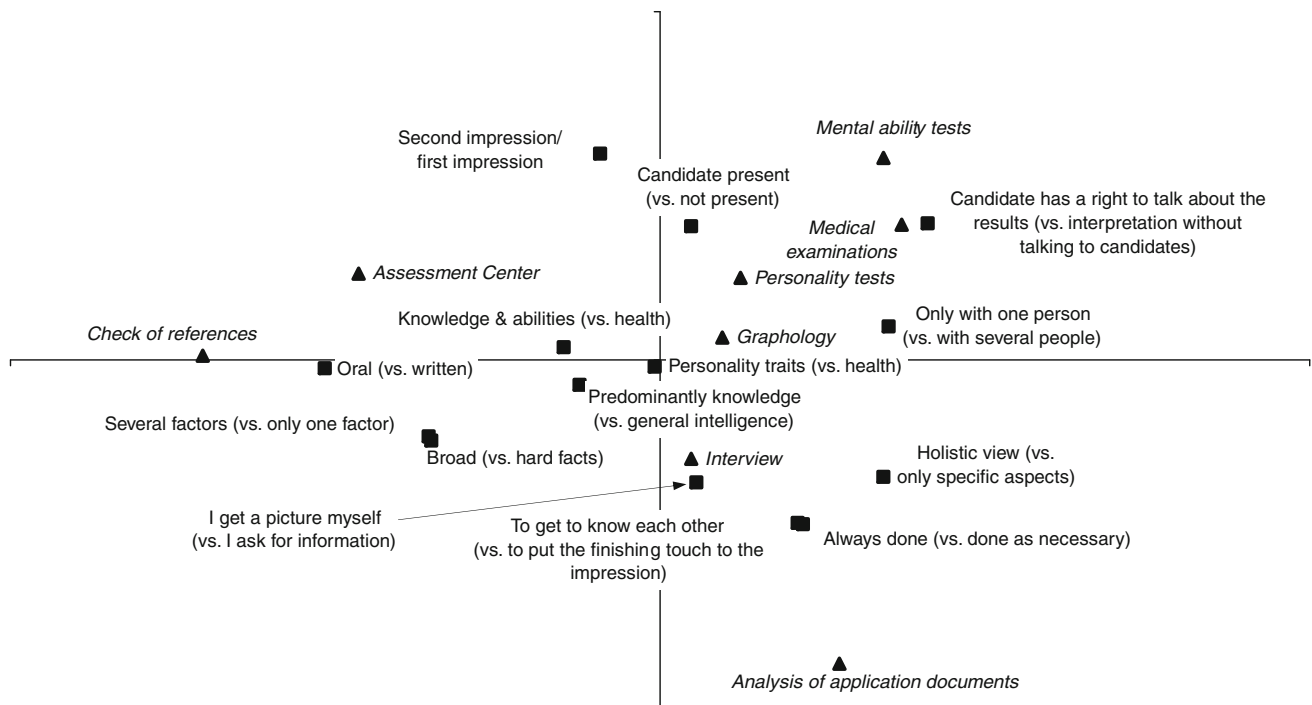 Mental ability tests
Second impression/
first impression
Candidate present
(vs. not present)
Candidate has a right to talk about the
results (vs. interpretation without
talking to candidates)
Medical
examinations
Assessment Center
Personality tests
Only with one person
(vs. with several people)
Knowledge & abilities (vs. health)
Check of references
Graphology
Oral (vs. written)
Personality traits (vs. health)
Predominantly knowledge
(vs. general intelligence)
Several factors (vs. only one factor)
Broad (vs. hard facts)
Interview
Holistic view (vs.
only specific aspects)
I get a picture myself
(vs. I ask for information)
To get to know each other
(vs. to put the finishing touch to the
impression)
Always done (vs. done as necessary)
Analysis of application documents